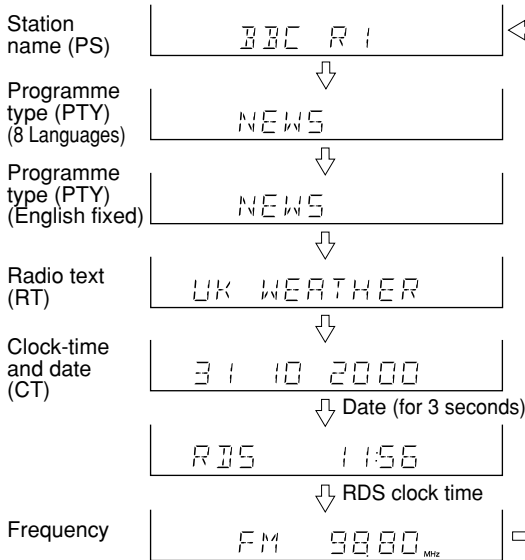 Station
name (PS)
BBC R1
Programme
type (PTY)
(8 Languages)
NEWS
Programme
type (PTY)
(English fixed)
NEWS
Radio text
(RT)
UK WEATHER
Clock-time
and date
(CT)
31 10 2000
Date (for 3 seconds)
RDS 11:56
RDS clock time
Frequency
FM 98.80 MHz